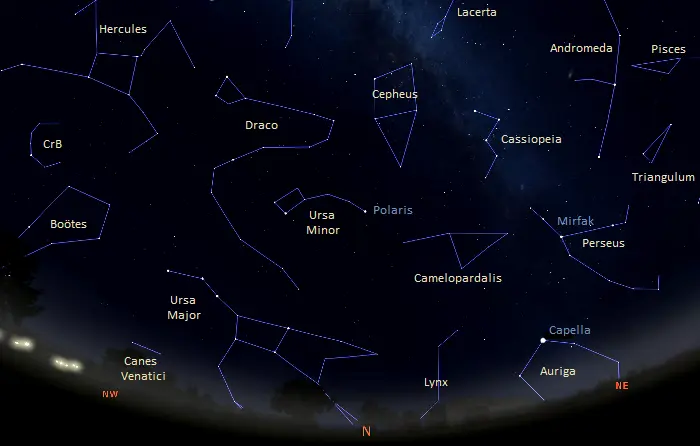 Lacerta
Hercules
Andromeda
Pisces
Cepheus
Draco
Cassiopeia
CrB
Triangulum
Polaris
Ursa
Minor
Mirfak
Boötes
Perseus
Camelopardalis
Ursa
Major
Capella
Canes
Venatici
Auriga
Lynx
NE
NW
N